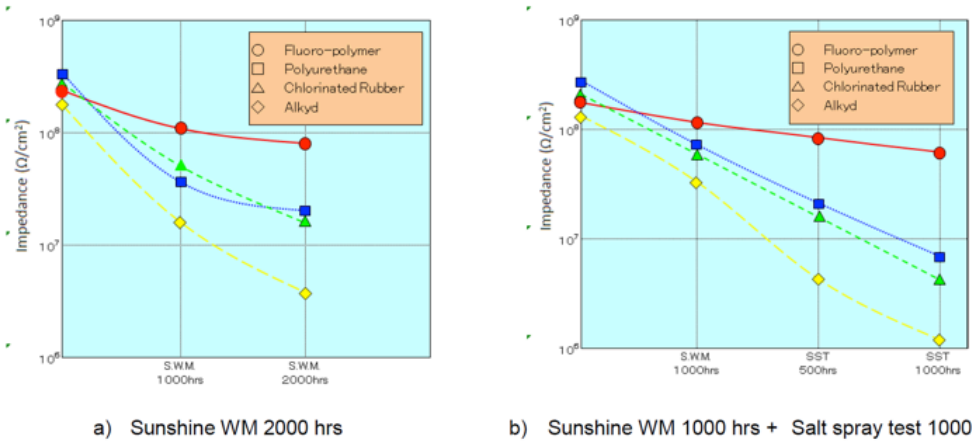 10⁹
10⁸
10⁷
10⁶
Impedance (Ω/cm²)
Fluoro-polymer
Polyurethane
Chlorinated Rubber
Alkyd
S.W.M. 1000hrs
S.W.M. 2000hrs
a) Sunshine WM 2000 hrs
10⁹
10⁸
10⁷
10⁶
Impedance (Ω/cm²)
Fluoro-polymer
Polyurethane
Chlorinated Rubber
Alkyd
S.W.M. 1000hrs
SST 500hrs
SST 1000hrs
b) Sunshine WM 1000 hrs + Salt spray test 1000